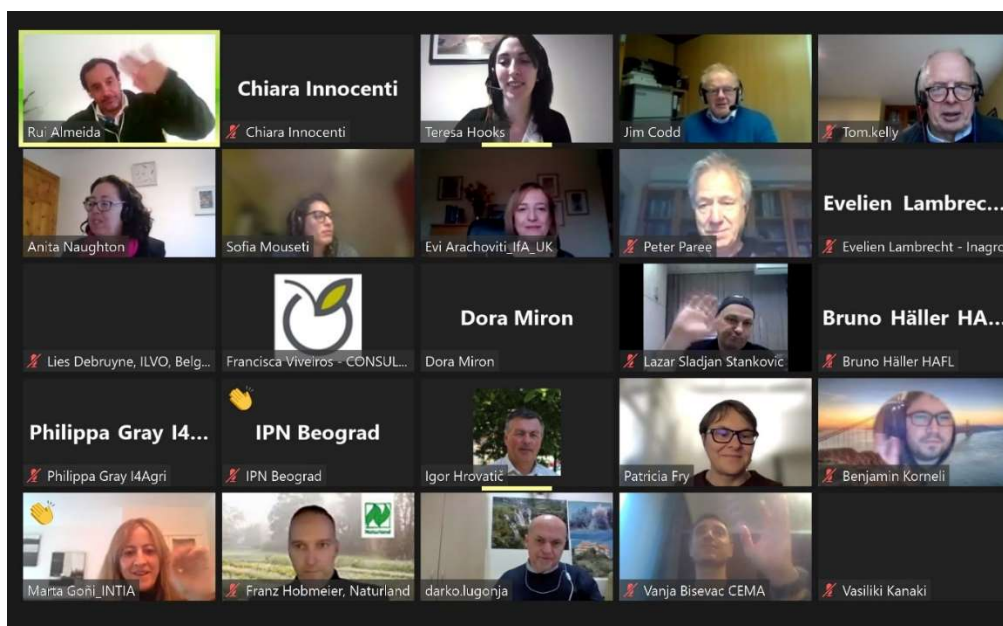 Rui Almeida
Chiara Innocenti
Chiara Innocenti
Teresa Hooks
Jim Codd
Tom.kelly
Anita Naughton
Sofia Mouseti
Evi Arachoviti_IfA_UK
Peter Paree
Evelien Lambrec...
Evelien Lambrecht - Inagro
Lies Debruyne, ILVO, Belg...
Francisca Viveiros - CONSUL...
Dora Miron
Dora Miron
Lazar Sladjan Stankovic
Bruno Häller HA...
Bruno Häller HAFL
Philippa Gray I4...
Philippa Gray I4Agri
IPN Beograd
IPN Beograd
Igor Hrovatič
Patricia Fry
Benjamin Korneli
Marta Goñi_INTIA
Naturland
Franz Hobmeier, Naturland
darko.lugonja
Vanja Bisevac CEMA
Vasiliki Kanaki